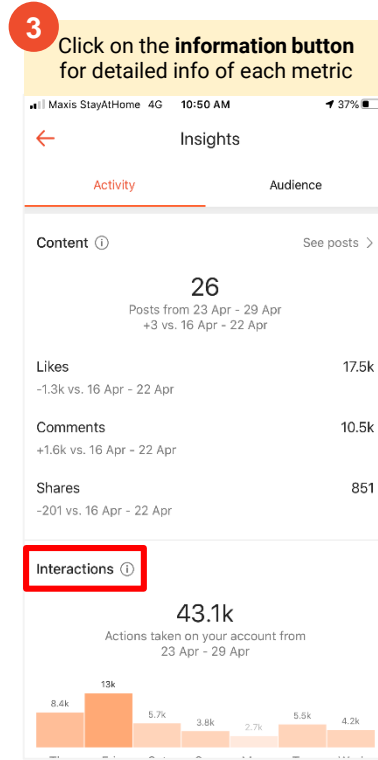 3
Click on the information button
for detailed info of each metric
Maxis StayAtHome 4G 10:50 AM 37%
Insights
Activity Audience
Content See posts
26
Posts from 23 Apr - 29 Apr
+3 vs. 16 Apr - 22 Apr
Likes 17.5k
-1.3k vs. 16 Apr - 22 Apr
Comments 10.5k
+1.6k vs. 16 Apr - 22 Apr
Shares 851
-201 vs. 16 Apr - 22 Apr
Interactions
43.1k
Actions taken on your account from
23 Apr - 29 Apr
8.4k 13k 5.7k 3.8k 2.7k 5.5k 4.2k